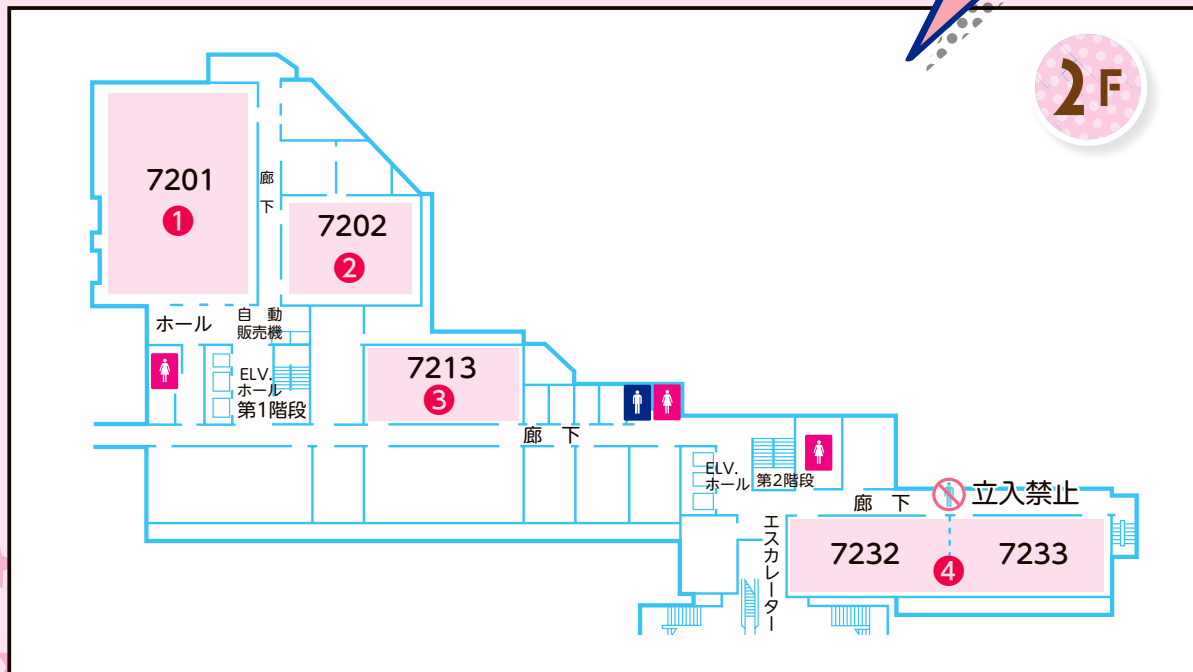 2F
7201
1
廊下
7202
2
ホール
自動
販売機
ELV.
ホール
第1階段
7213
3
廊下
ELV.
ホール
第2階段
廊下
立入禁止
エスカレーター
7232
7233
4